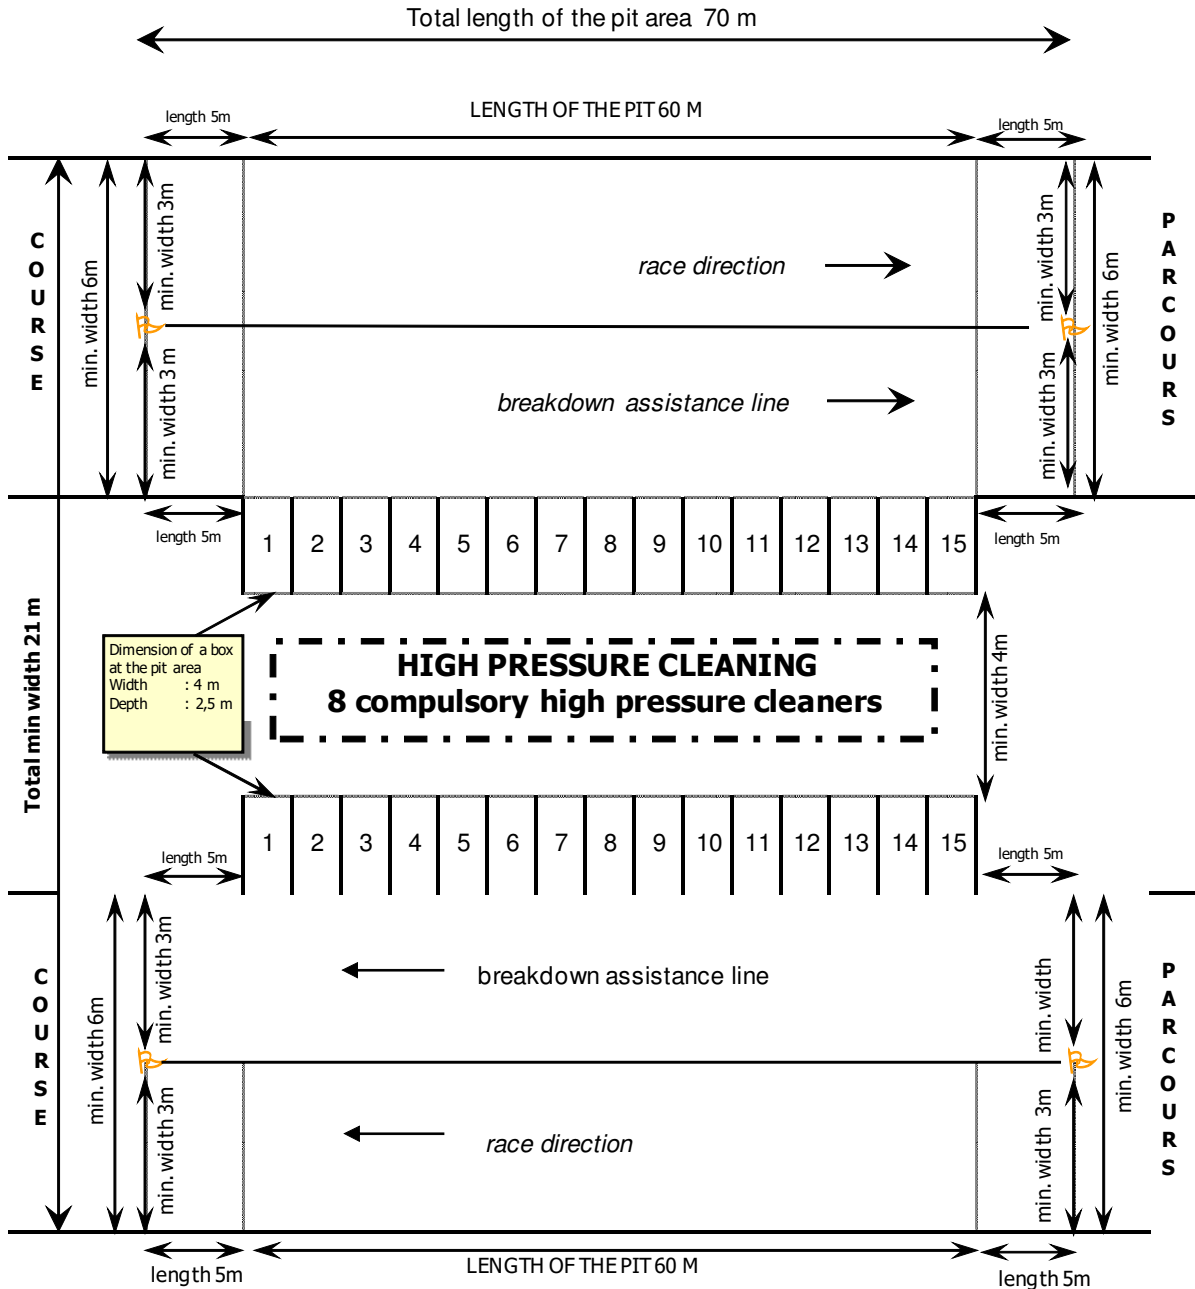 Total length of the pit area 70 m
LENGTH OF THE PIT 60 M
length 5m
length 5m
COURSE
min. width 6m
min. width 3m
min. width 3 m
race direction
breakdown assistance line
min. width 3m
min. width 3m
min. width 6m
PARCOURS
length 5m
length 5m
1 2 3 4 5 6 7 8 9 10 11 12 13 14 15
Total min width 21 m
Dimension of a box
at the pit area
Width : 4 m
Depth : 2,5 m
HIGH PRESSURE CLEANING
8 compulsory high pressure cleaners
min. width 4m
1 2 3 4 5 6 7 8 9 10 11 12 13 14 15
length 5m
length 5m
COURSE
min. width 6m
min. width 3m
min. width 3m
breakdown assistance line
race direction
min. width
min. width 3m
min. width 6m
PARCOURS
length 5m
LENGTH OF THE PIT 60 M
length 5m